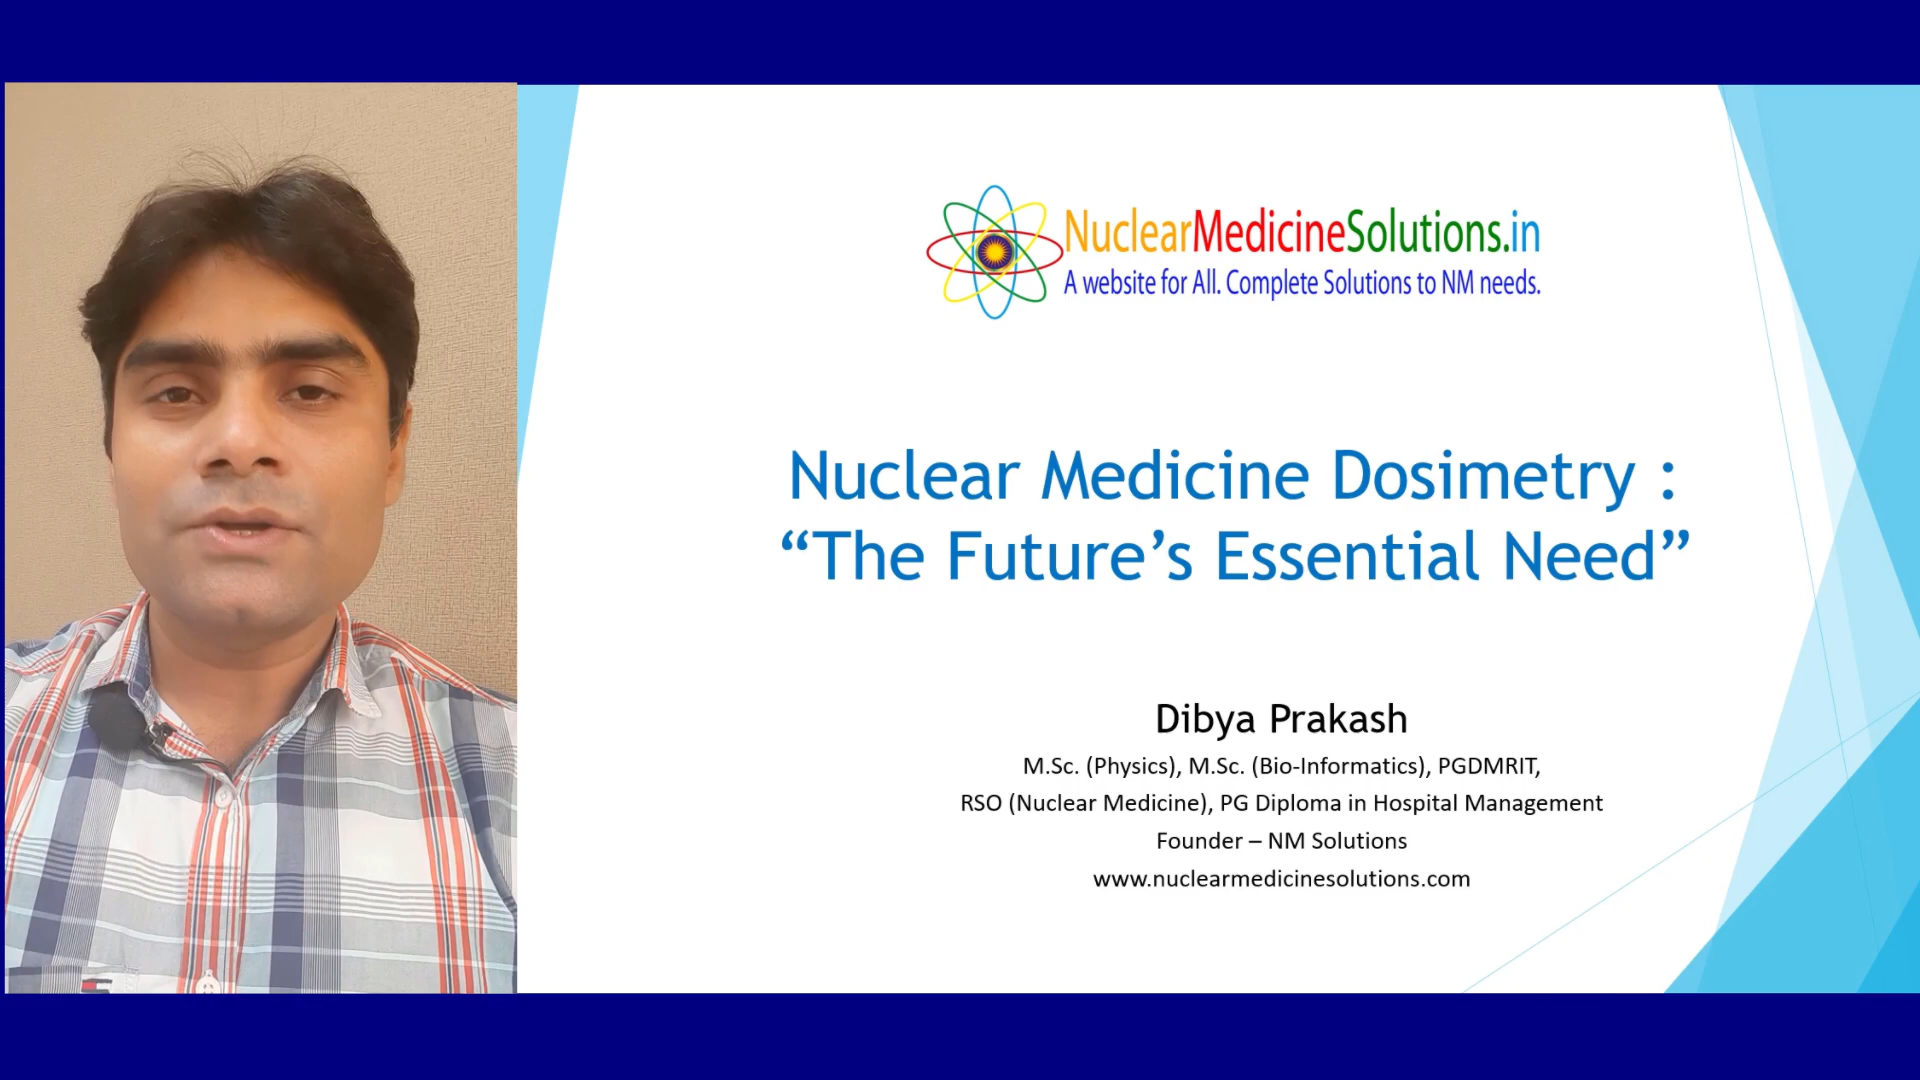 NuclearMedicineSolutions.in
A website for All. Complete Solutions to NM needs.
Nuclear Medicine Dosimetry :
“The Future’s Essential Need”
Dibya Prakash
M.Sc. (Physics), M.Sc. (Bio-Informatics), PGDMRIT,
RSO (Nuclear Medicine), PG Diploma in Hospital Management
Founder – NM Solutions
www.nuclearmedicinesolutions.com